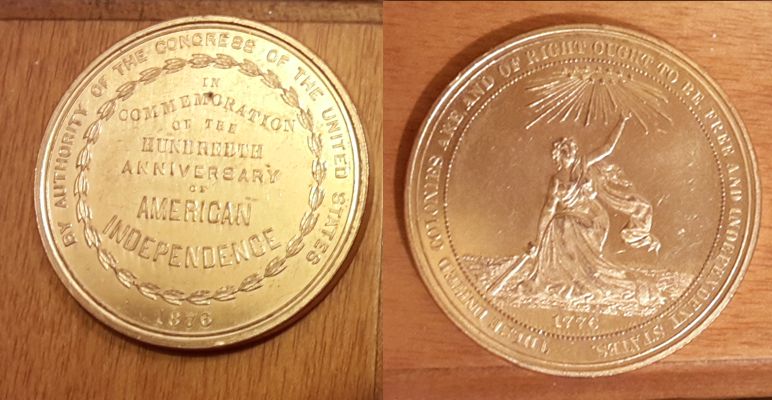 BY AUTHORITY OF THE CONGRESS OF THE UNITED STATES
IN
COMMEMORATION
OF THE
HUNDREDTH
ANNIVERSARY
OF
AMERICAN
INDEPENDENCE
1876
THESE UNITED COLONIES ARE AND OF RIGHT OUGHT TO BE FREE AND INDEPENDENT STATES.
1776